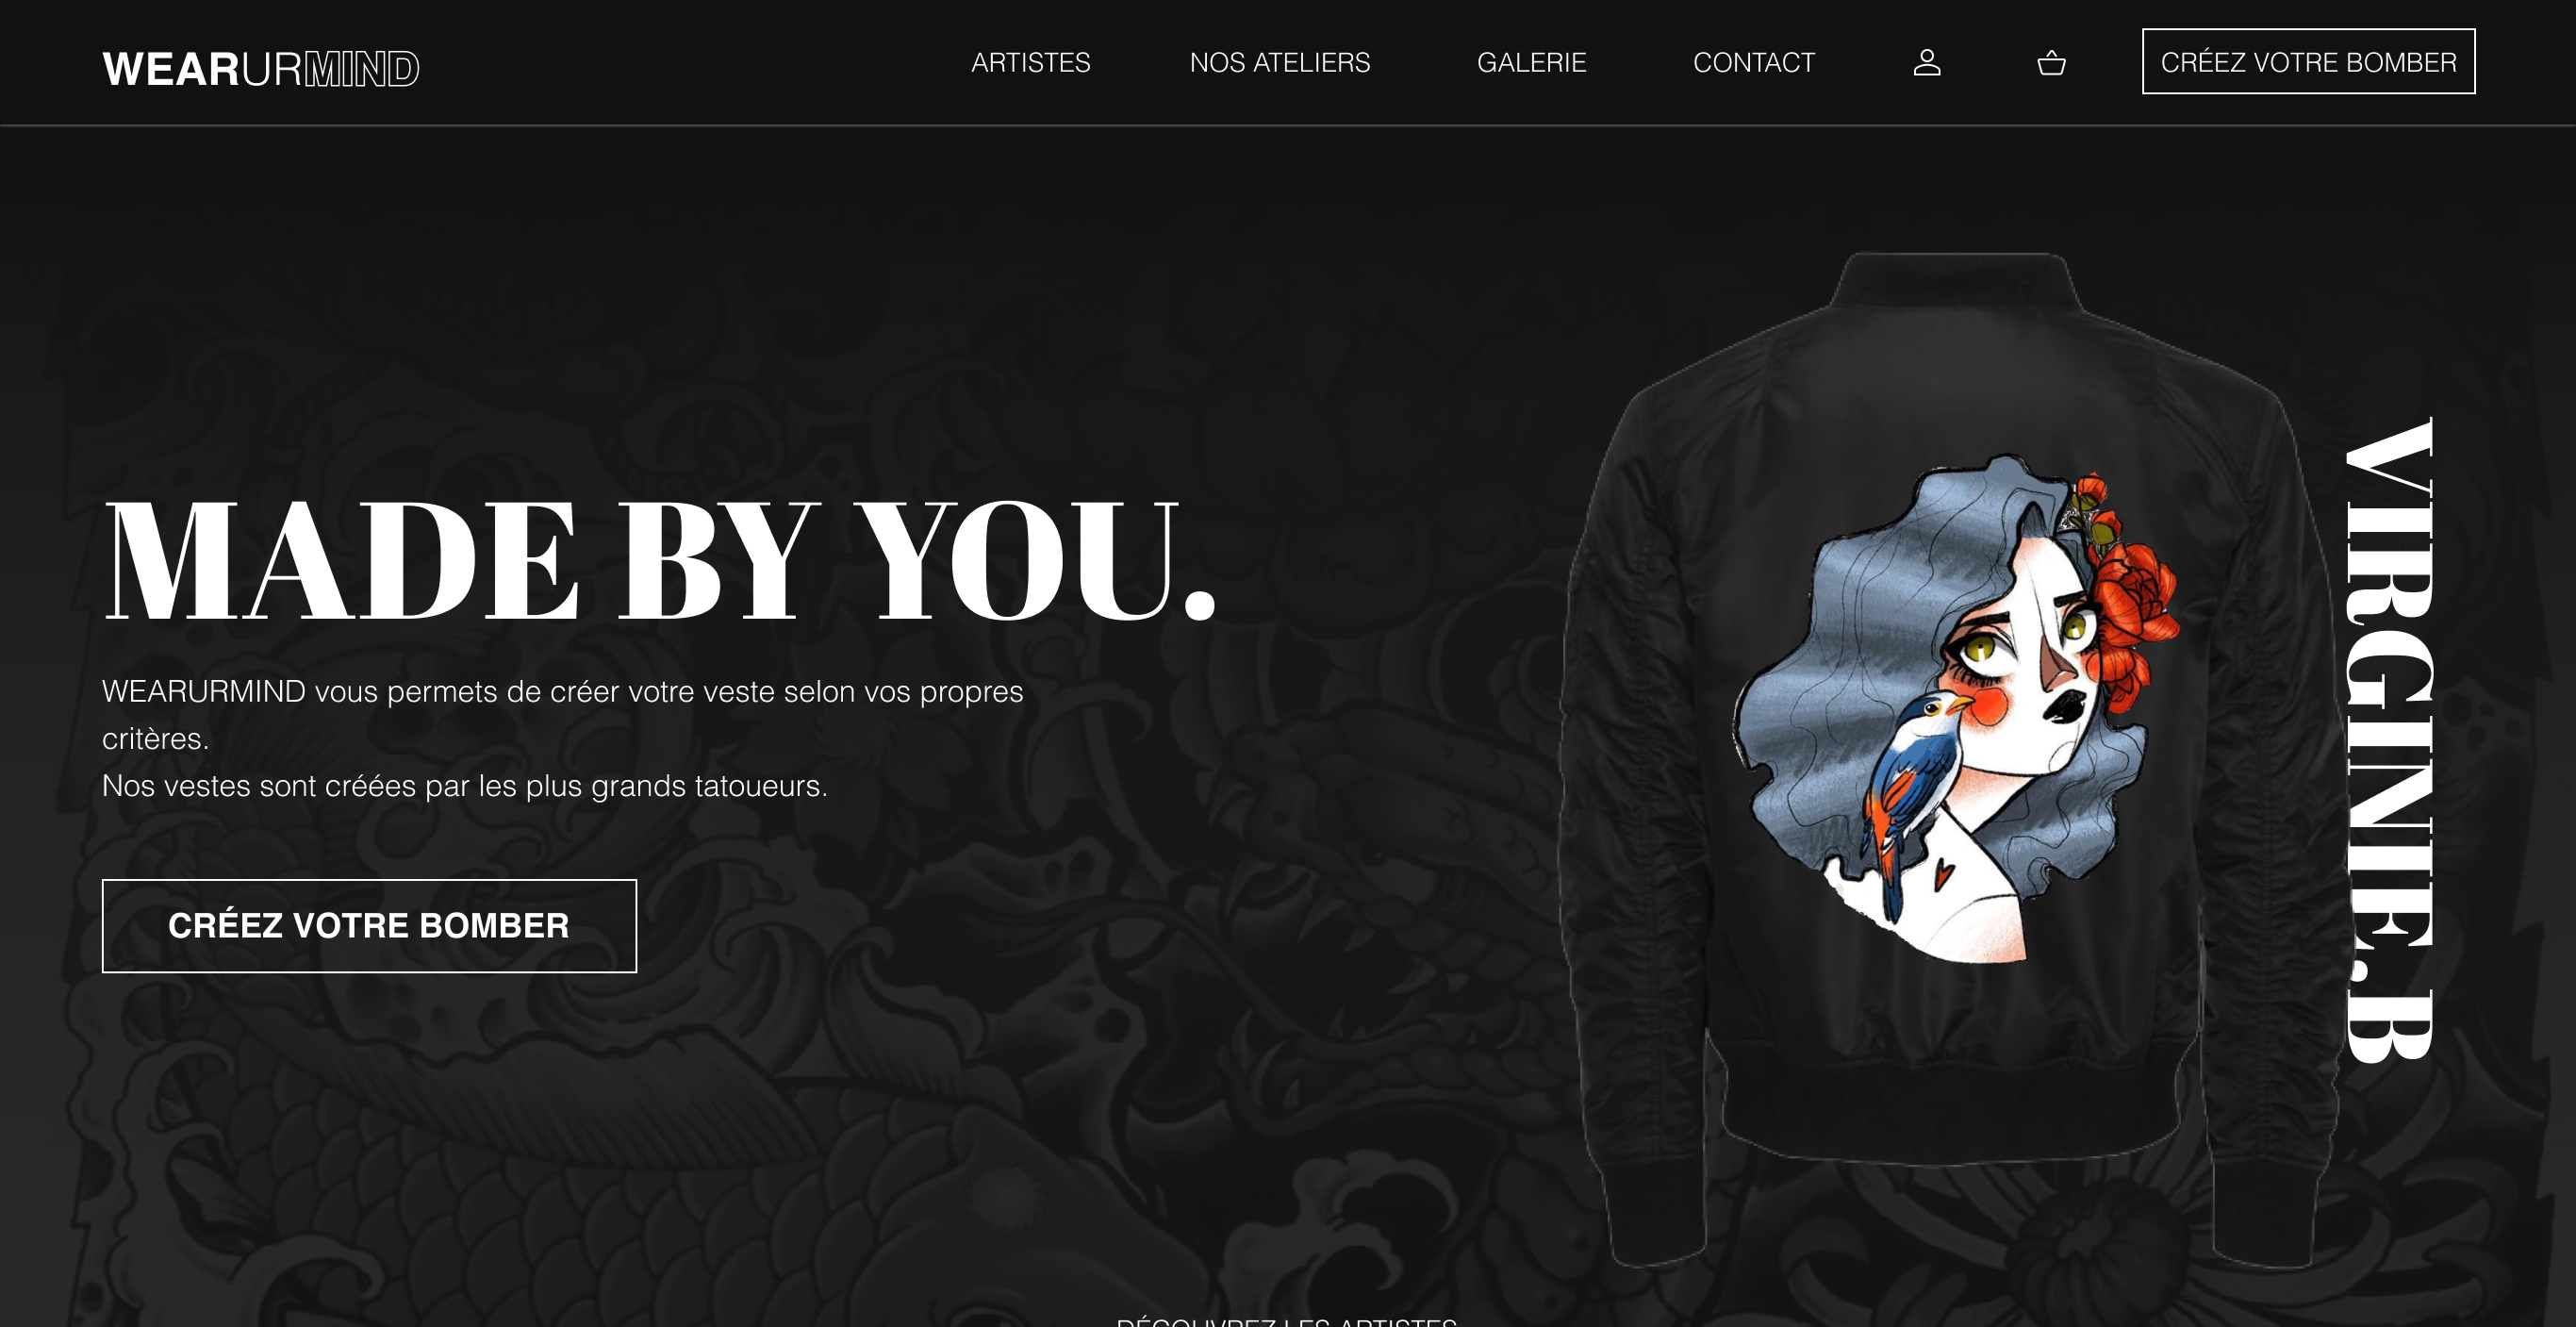 WEARURMIND
ARTISTES
NOS ATELIERS
GALERIE
CONTACT
CRÉEZ VOTRE BOMBER
MADE BY YOU.
WEARURMIND vous permets de créer votre veste selon vos propres
critères.
Nos vestes sont créées par les plus grands tatoueurs.
CRÉEZ VOTRE BOMBER
VIRGINIE.B
DÉCOUVREZ LES ARTISTES